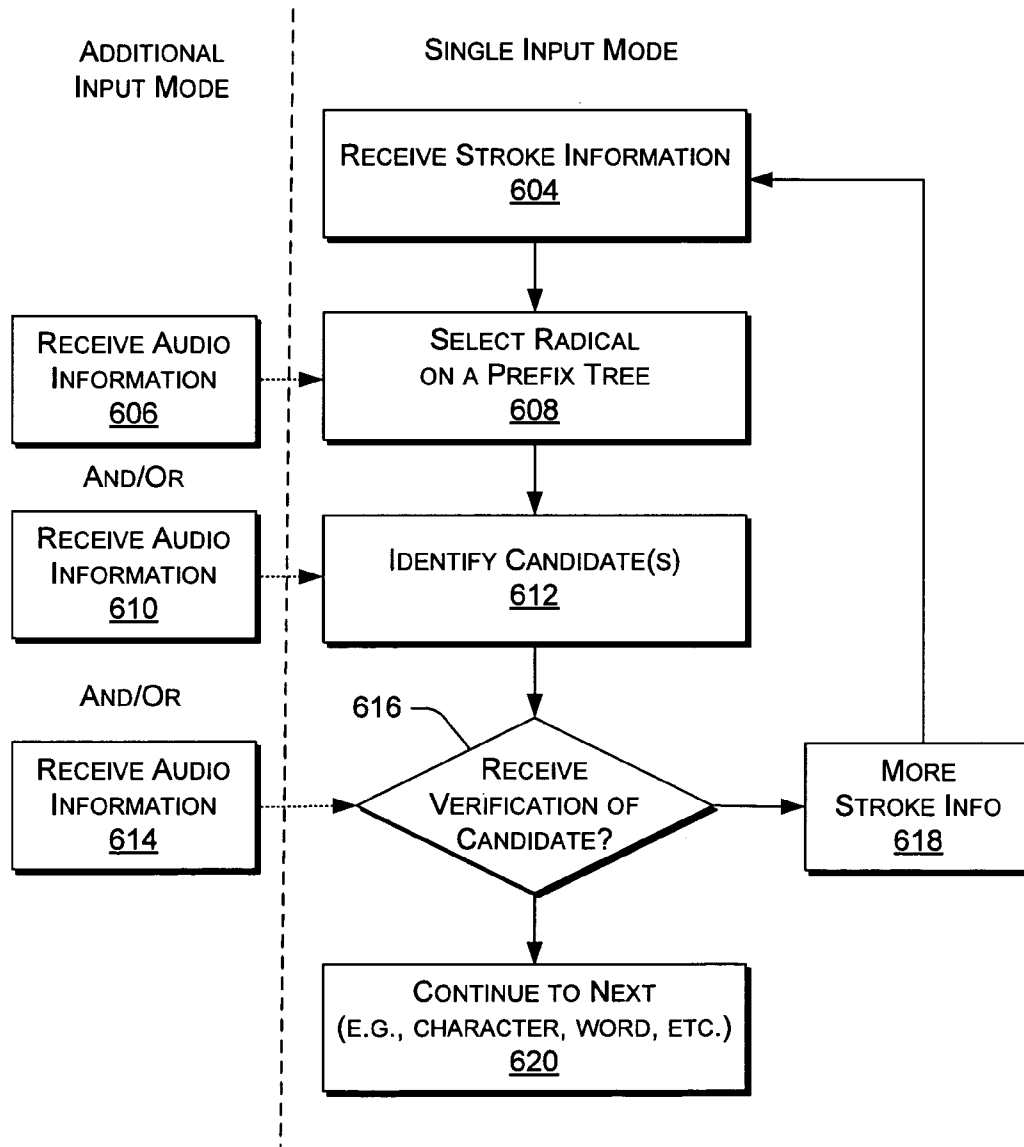 ADDITIONAL
INPUT MODE
SINGLE INPUT MODE
RECEIVE STROKE INFORMATION
604
RECEIVE AUDIO
INFORMATION
606
SELECT RADICAL
ON A PREFIX TREE
608
AND/OR
RECEIVE AUDIO
INFORMATION
610
IDENTIFY CANDIDATE(S)
612
AND/OR
616
RECEIVE AUDIO
INFORMATION
614
RECEIVE
VERIFICATION OF
CANDIDATE?
MORE
STROKE INFO
618
CONTINUE TO NEXT
(E.G., CHARACTER, WORD, ETC.)
620